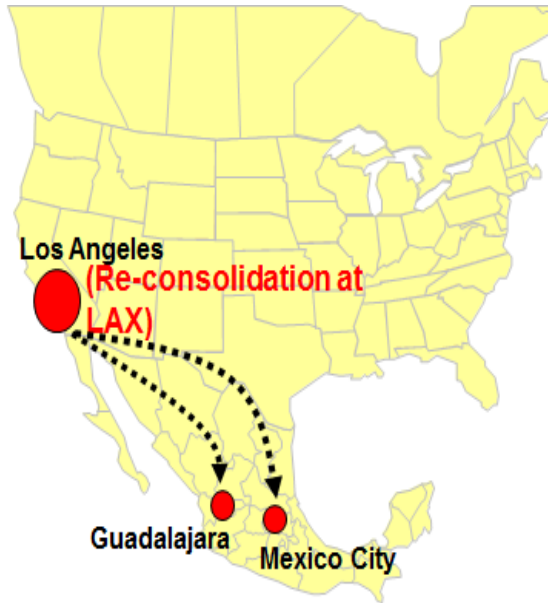 Los Angeles
(Re-consolidation at
LAX)
Guadalajara
Mexico City